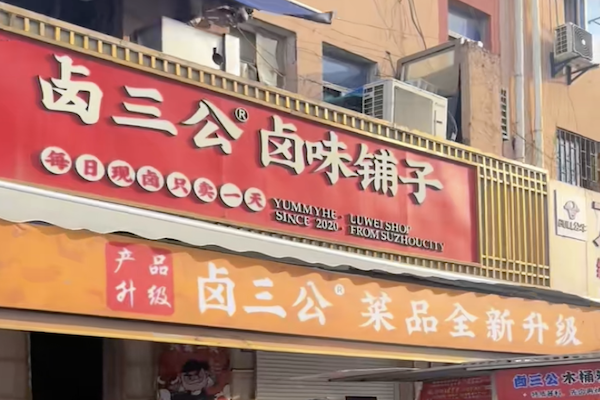 卤三公® 卤味铺子
每日现卤只卖一天
YUMMYHE- LUWEI SHOP
SINCE 2020- FROM SUZHOU CITY
产品
升级
卤三公® 菜品全新升级
卤三公木桶